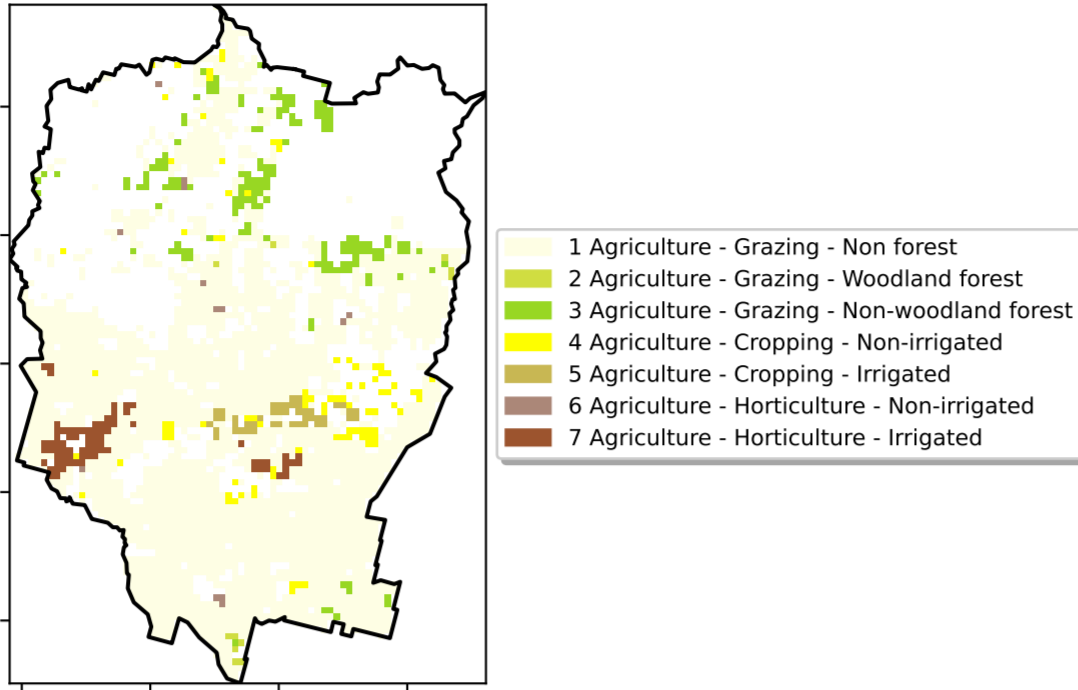 1 Agriculture - Grazing - Non forest
2 Agriculture - Grazing - Woodland forest
3 Agriculture - Grazing - Non-woodland forest
4 Agriculture - Cropping - Non-irrigated
5 Agriculture - Cropping - Irrigated
6 Agriculture - Horticulture - Non-irrigated
7 Agriculture - Horticulture - Irrigated